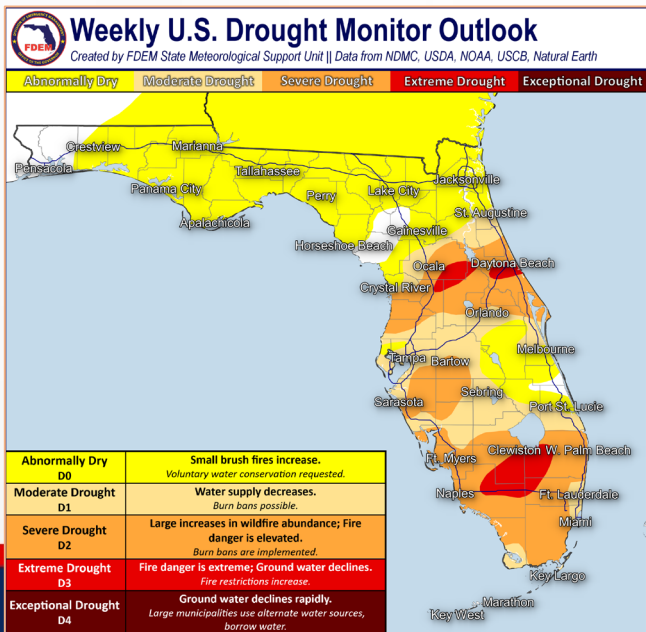 Weekly U.S. Drought Monitor Outlook
FDEM
Created by FDEM State Meteorological Support Unit || Data from NDMC, USDA, NOAA, USCB, Natural Earth
Abnormally Dry Moderate Drought Severe Drought Extreme Drought Exceptional Drought
Crestview
Marianna
Pensacola
Tallahassee
Jacksonville
Panama City
Perry
Lake City
Apalachicola
St. Augustine
Gainesville
Horseshoe Beach
Ocala
Daytona Beach
Crystal River
Orlando
Melbourne
Tampa
Bartow
Sebring
Sarasota
Port St. Lucie
Clewiston
W. Palm Beach
Ft. Myers
Naples
Ft. Lauderdale
Miami
Key Largo
Marathon
Key West
Abnormally Dry
D0
Small brush fires increase.
Voluntary water conservation requested.
Moderate Drought
D1
Water supply decreases.
Burn bans possible.
Severe Drought
D2
Large increases in wildfire abundance; Fire
danger is elevated.
Burn bans are implemented.
Extreme Drought
D3
Fire danger is extreme; Ground water declines.
Fire restrictions increase.
Exceptional Drought
D4
Ground water declines rapidly.
Large municipalities use alternate water sources,
borrow water.